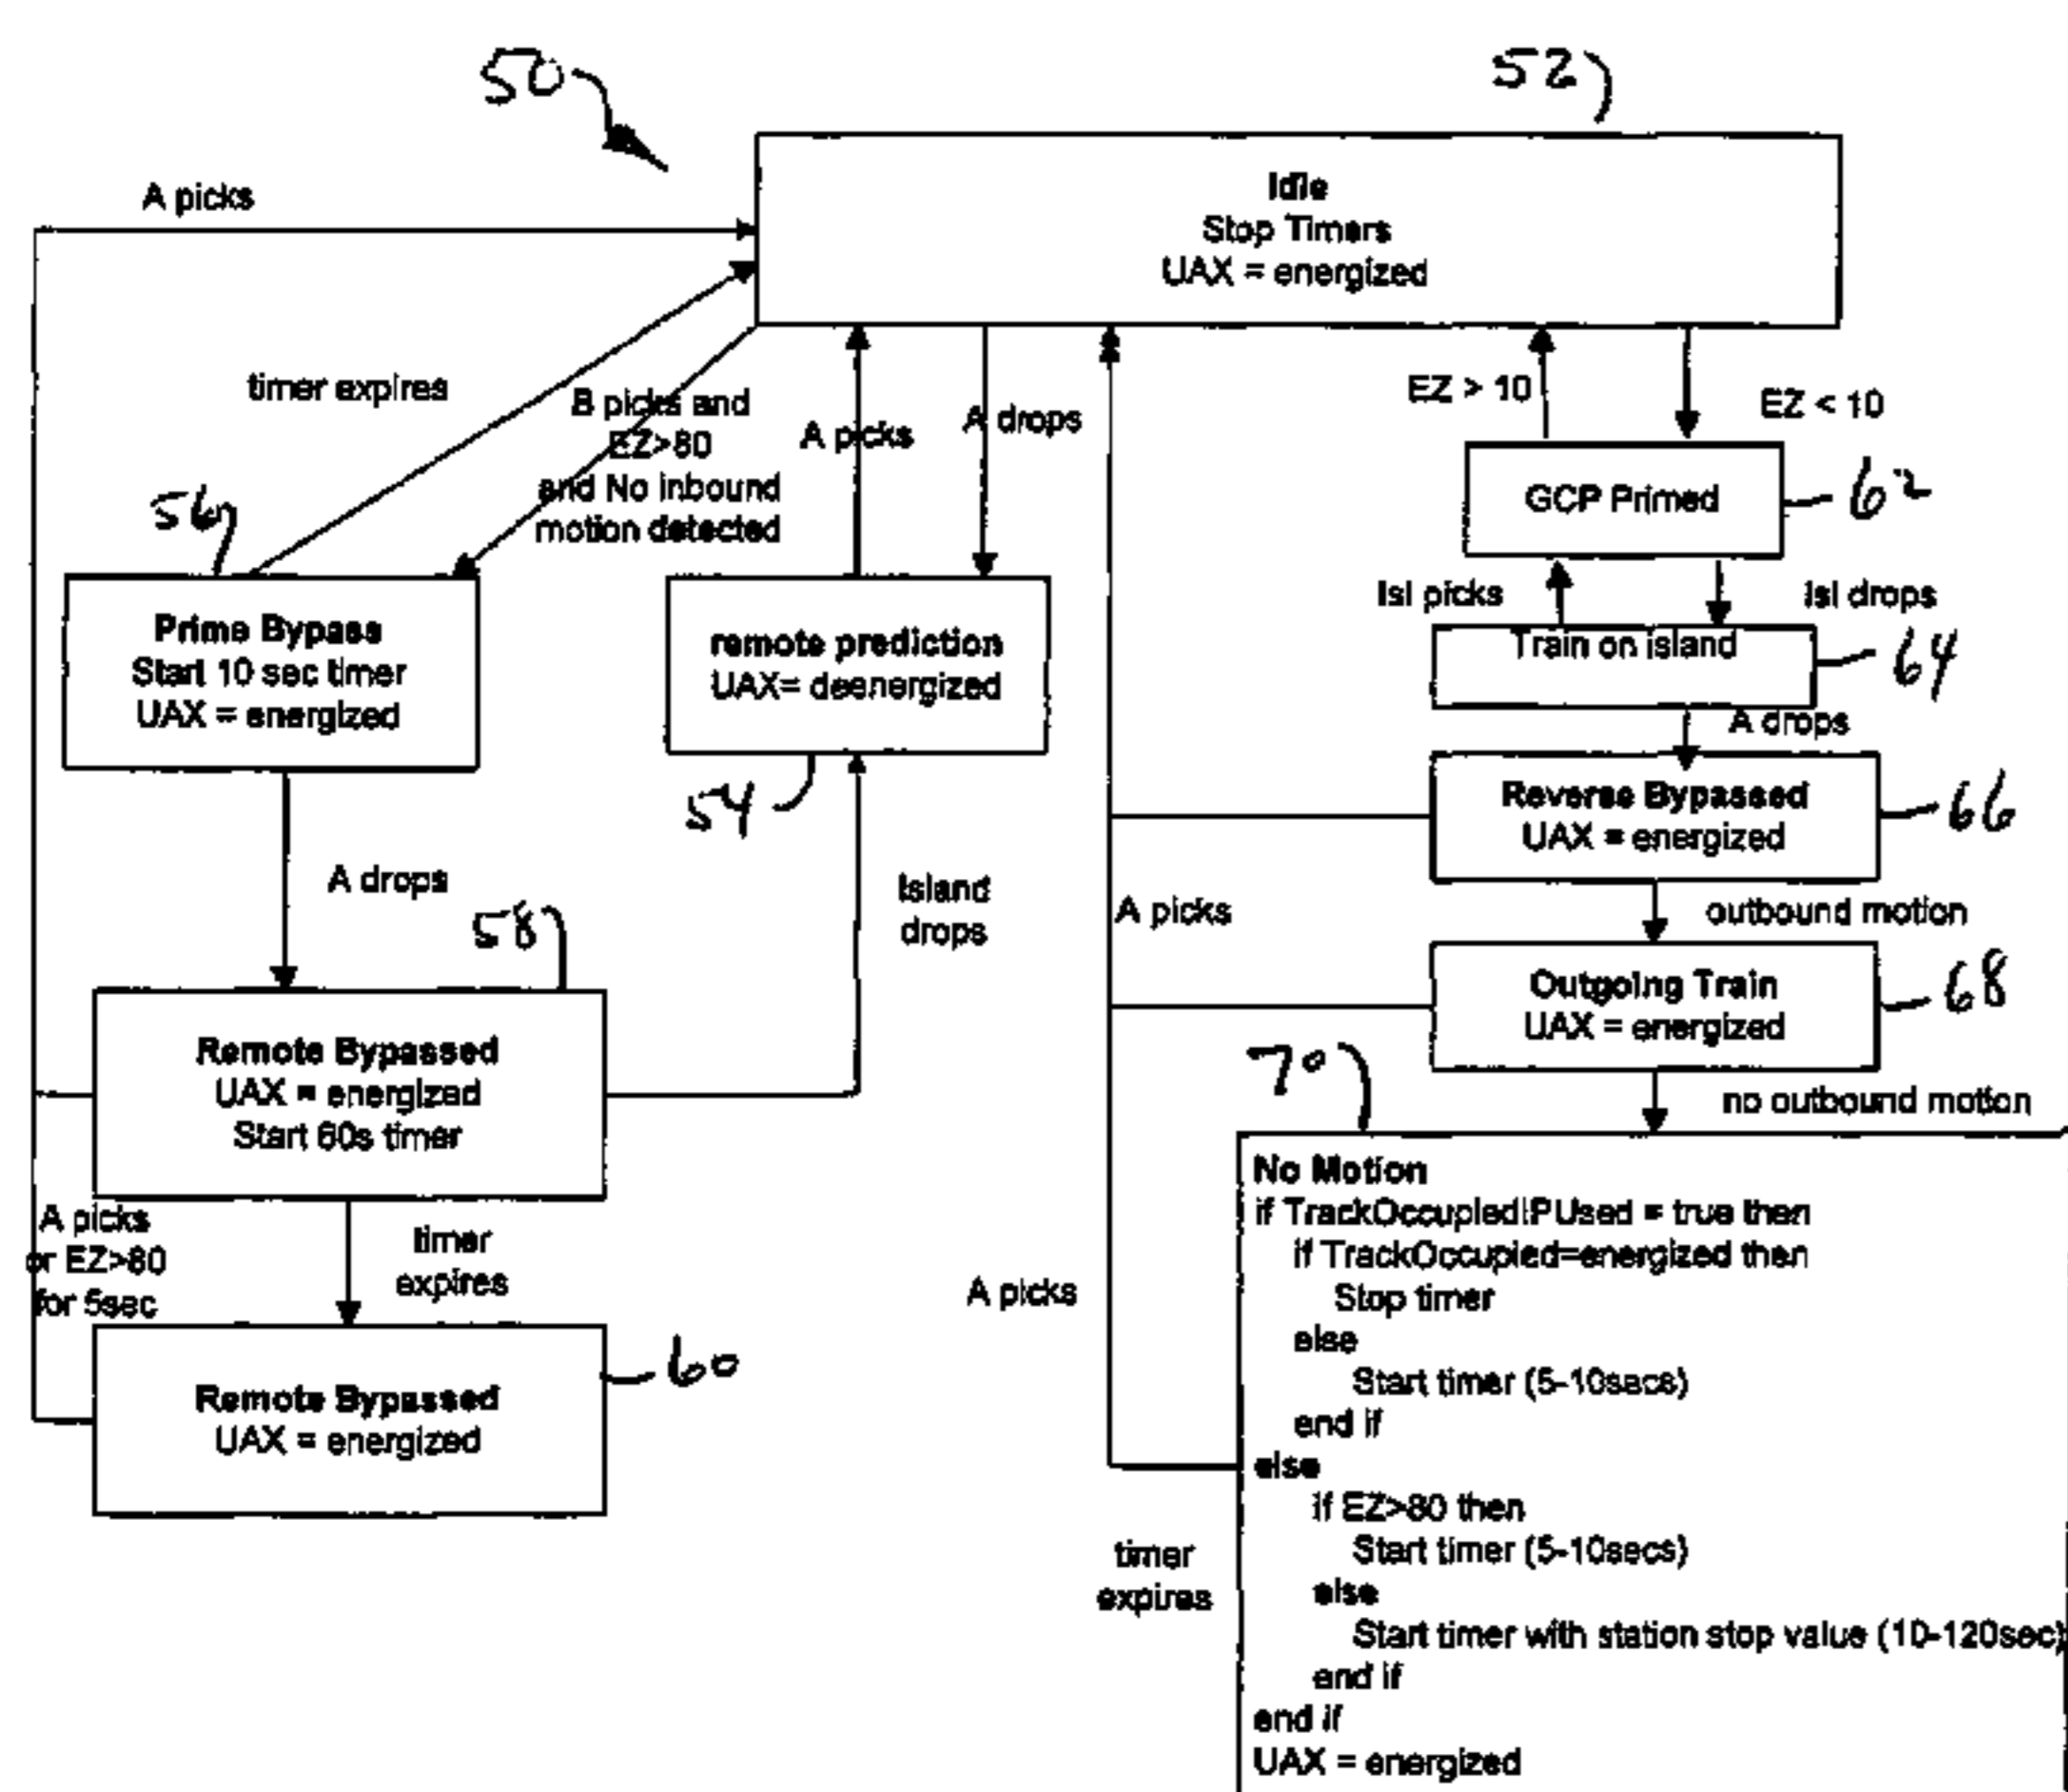 50
52
Idle
Stop Timers
UAX = energized
A picks
timer expires
B picks and
EZ>80
and No inbound
motion detected
A picks
A drops
EZ > 10
EZ < 10
GCP Primed
62
56
Prime Bypass
Start 10 sec timer
UAX = energized
remote prediction
UAX= deenergized
54
Isl picks
Isl drops
Train on island
64
A drops
Reverse Bypassed
UAX = energized
66
A drops
Island
drops
A picks
outbound motion
58
Remote Bypassed
UAX = energized
Start 60s timer
Outgoing Train
UAX = energized
68
70
no outbound motion
A picks
or EZ>80
for 5sec
timer
expires
A picks
60
Remote Bypassed
UAX = energized
No Motion
if TrackOccupiedIPUsed = true then
if TrackOccupied=energized then
Stop timer
else
Start timer (5-10secs)
end if
else
if EZ>80 then
Start timer (5-10secs)
else
Start timer with station stop value (10-120sec)
end if
end if
UAX = energized
timer
expires